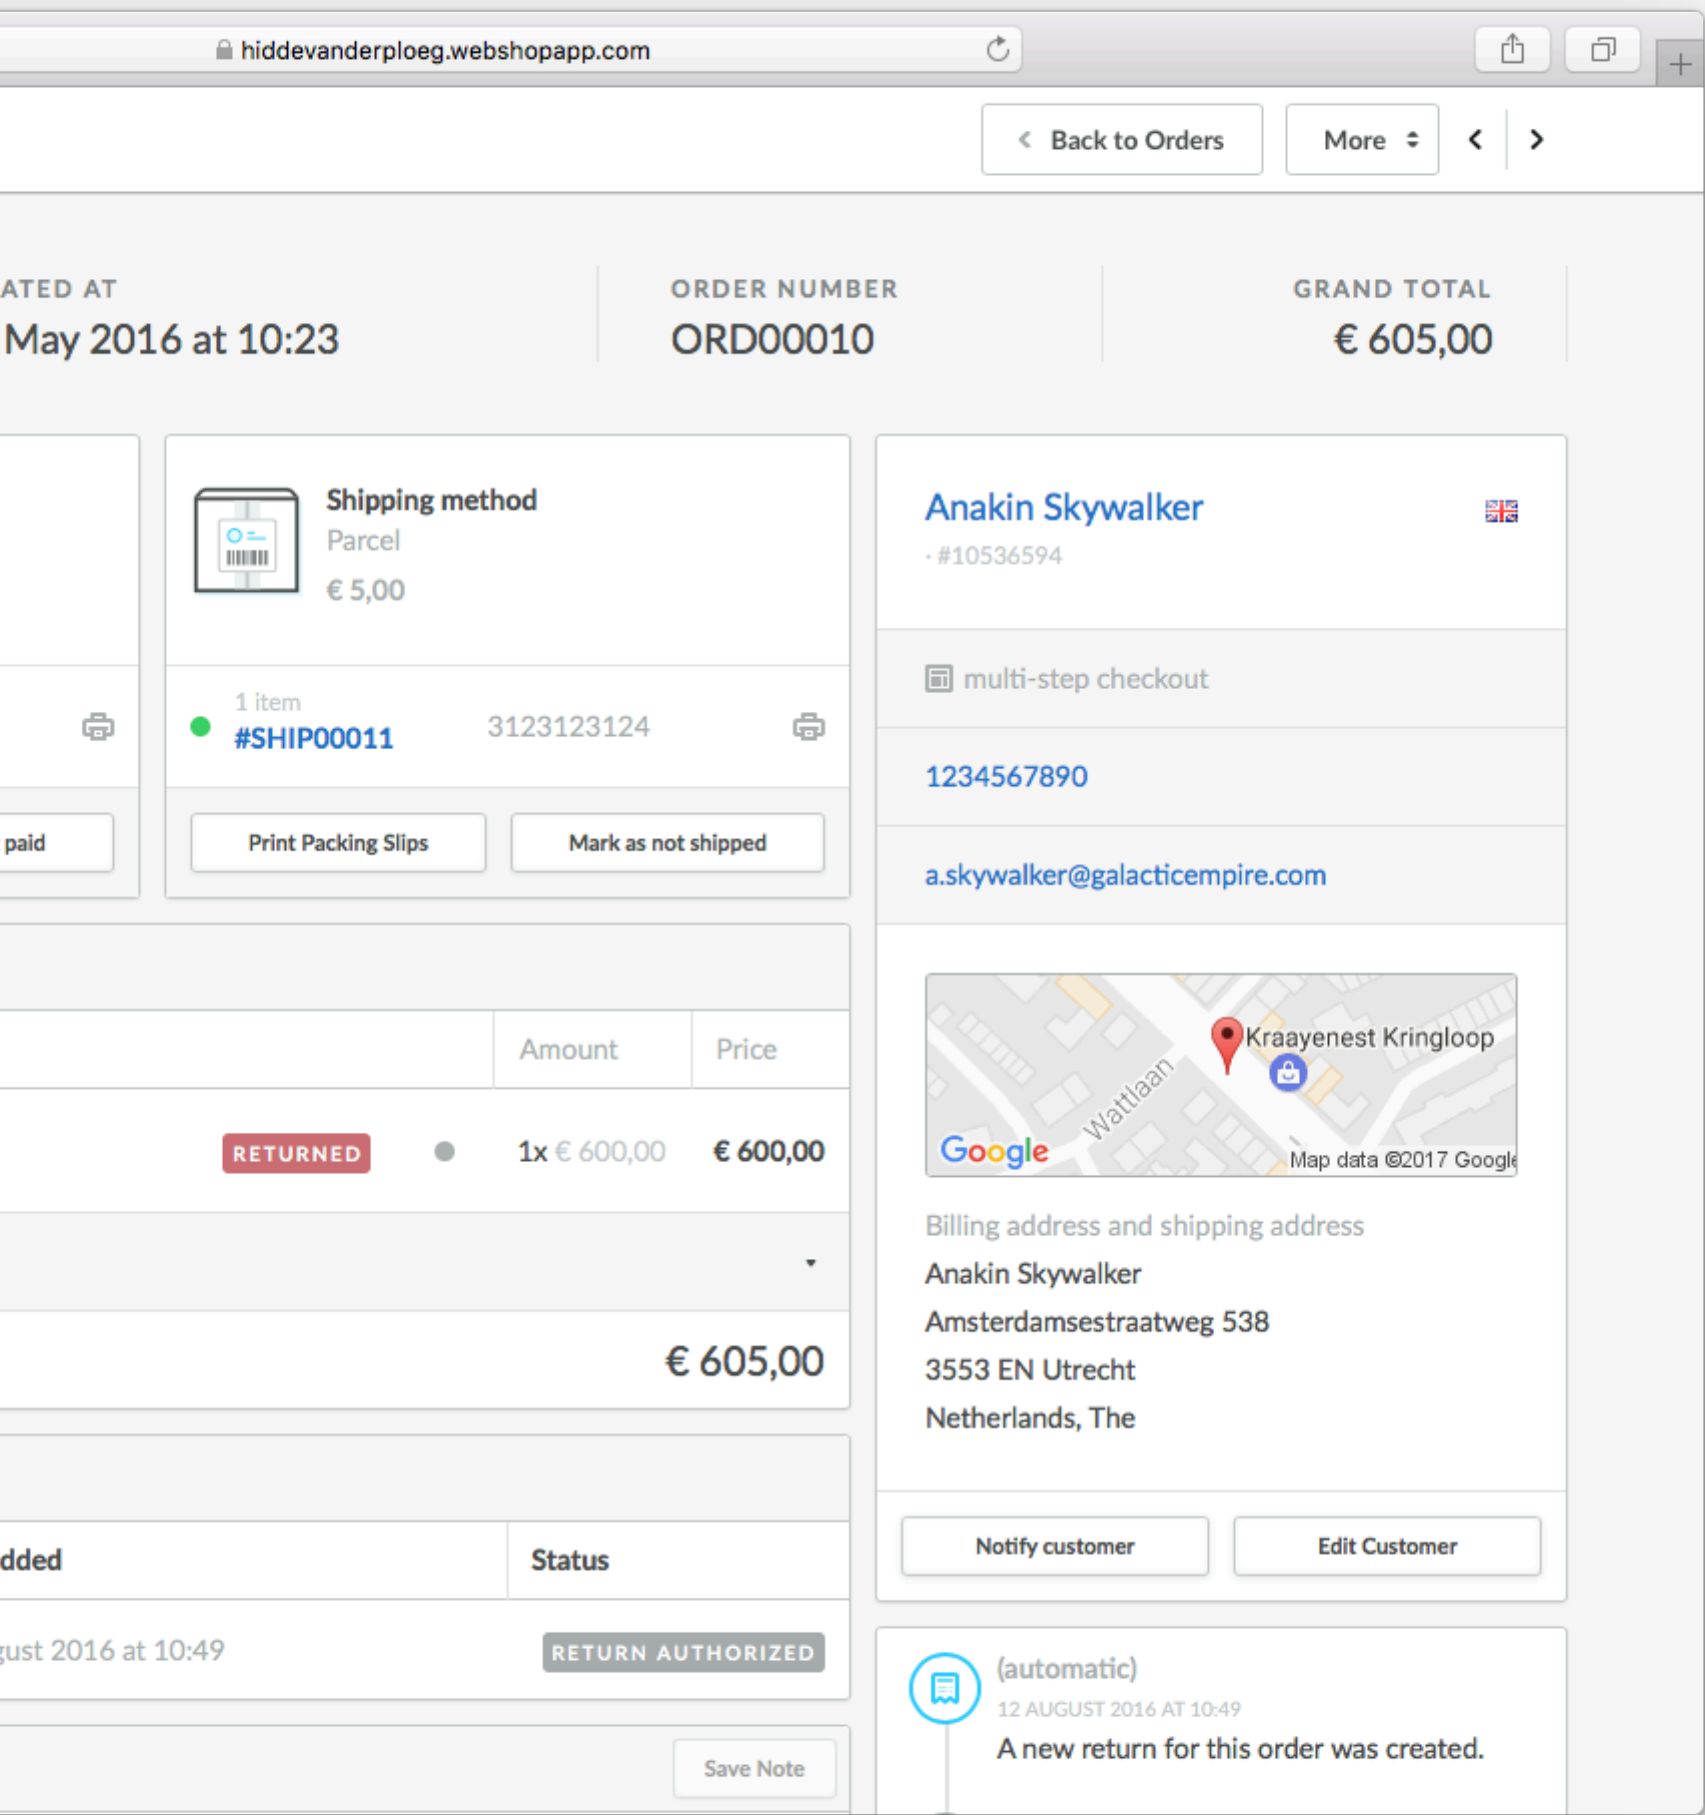 hiddevanderploeg.webshopapp.com
Back to Orders
More
ATED AT
May 2016 at 10:23
ORDER NUMBER
ORD00010
GRAND TOTAL
€ 605,00
paid
Shipping method
Parcel
€ 5,00
1 item
#SHIP00011
3123123124
Print Packing Slips
Mark as not shipped
Amount
Price
RETURNED
1x € 600,00
€ 600,00
€ 605,00
dded
Status
gust 2016 at 10:49
RETURN AUTHORIZED
Save Note
Anakin Skywalker
· #10536594
multi-step checkout
1234567890
a.skywalker@galacticempire.com
Kraayenest Kringloop
Wattlaan
Google
Map data ©2017 Google
Billing address and shipping address
Anakin Skywalker
Amsterdamsestraatweg 538
3553 EN Utrecht
Netherlands, The
Notify customer
Edit Customer
(automatic)
12 AUGUST 2016 AT 10:49
A new return for this order was created.